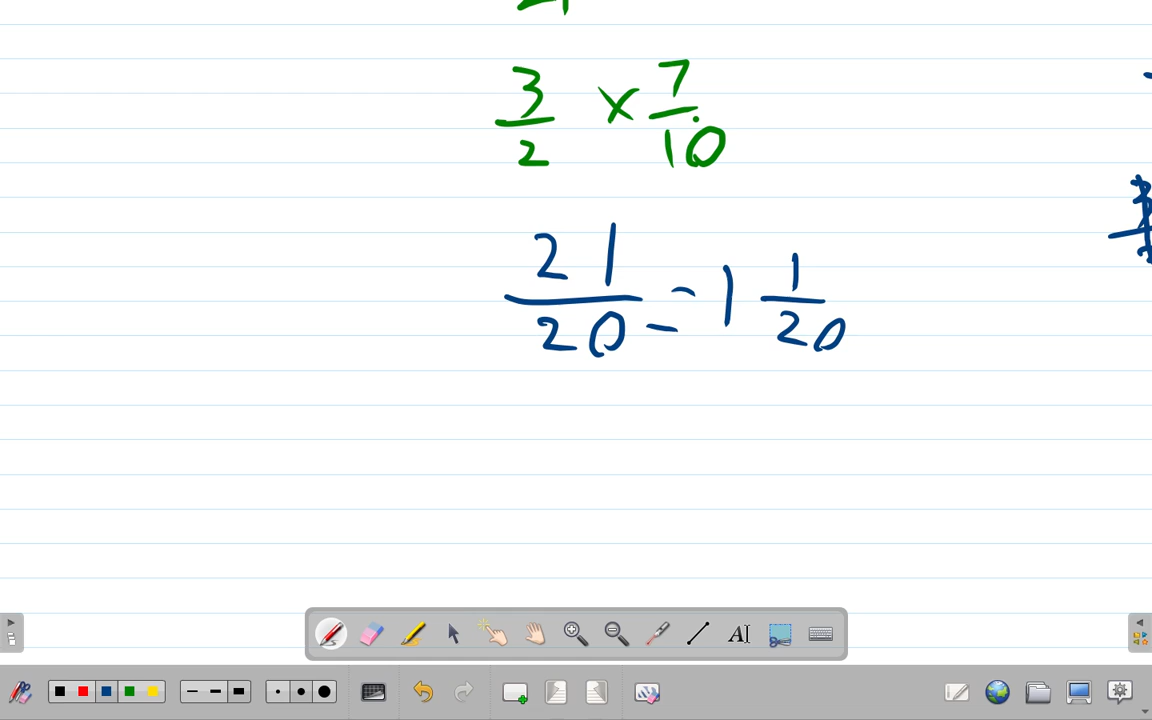 3/2 × 7/10
21/20 = 1 1/20